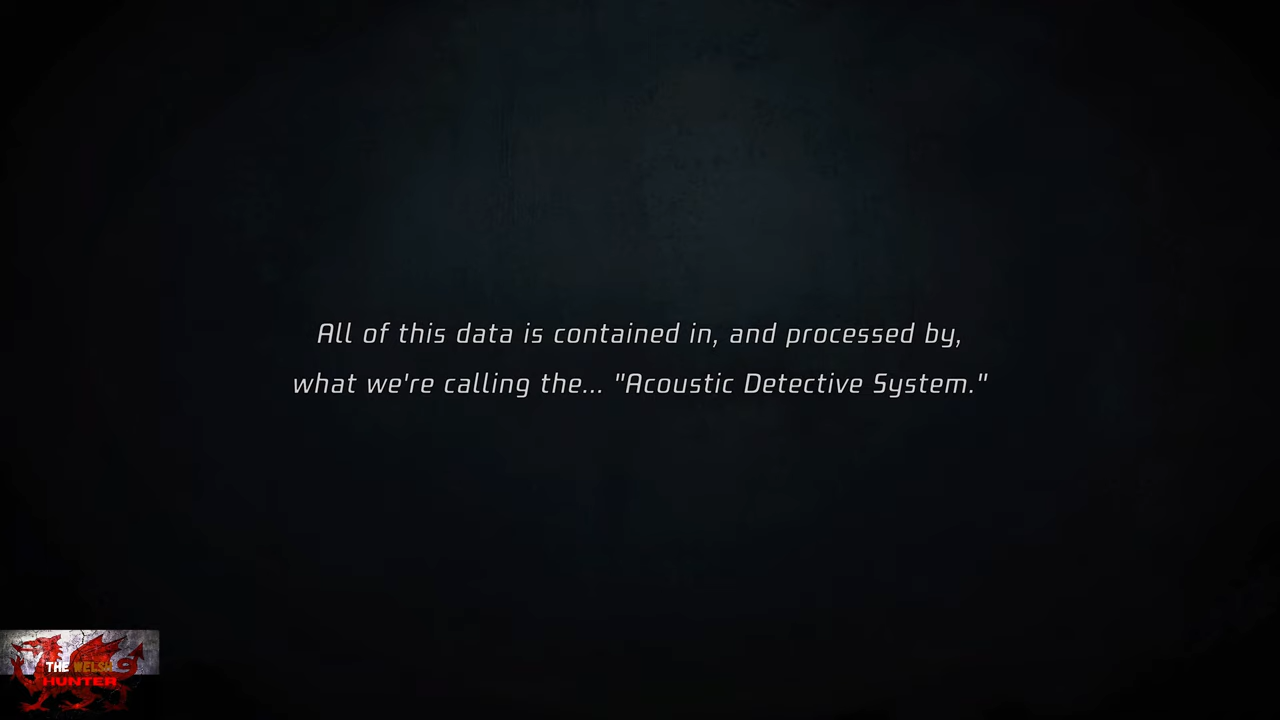 All of this data is contained in, and processed by,
what we're calling the... "Acoustic Detective System."
THE WELSH
HUNTER